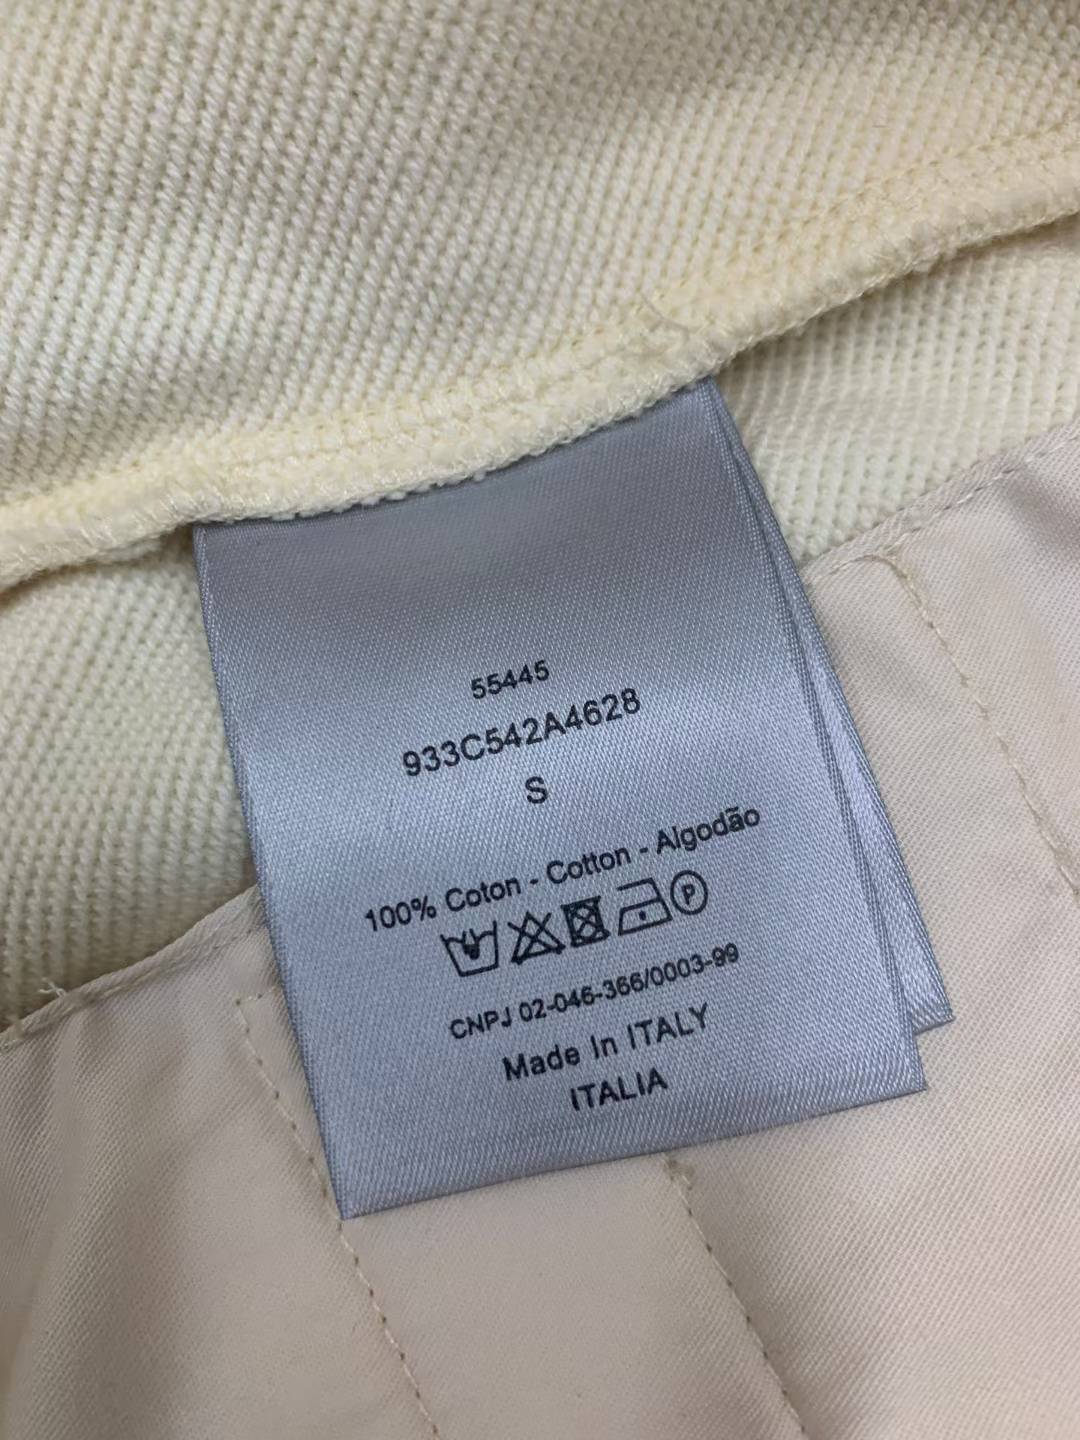 55445
933C542A4628
S
100% Coton - Cotton - Algodão
P
CNPJ 02-046-366/0003-99
Made In ITALY
ITALIA